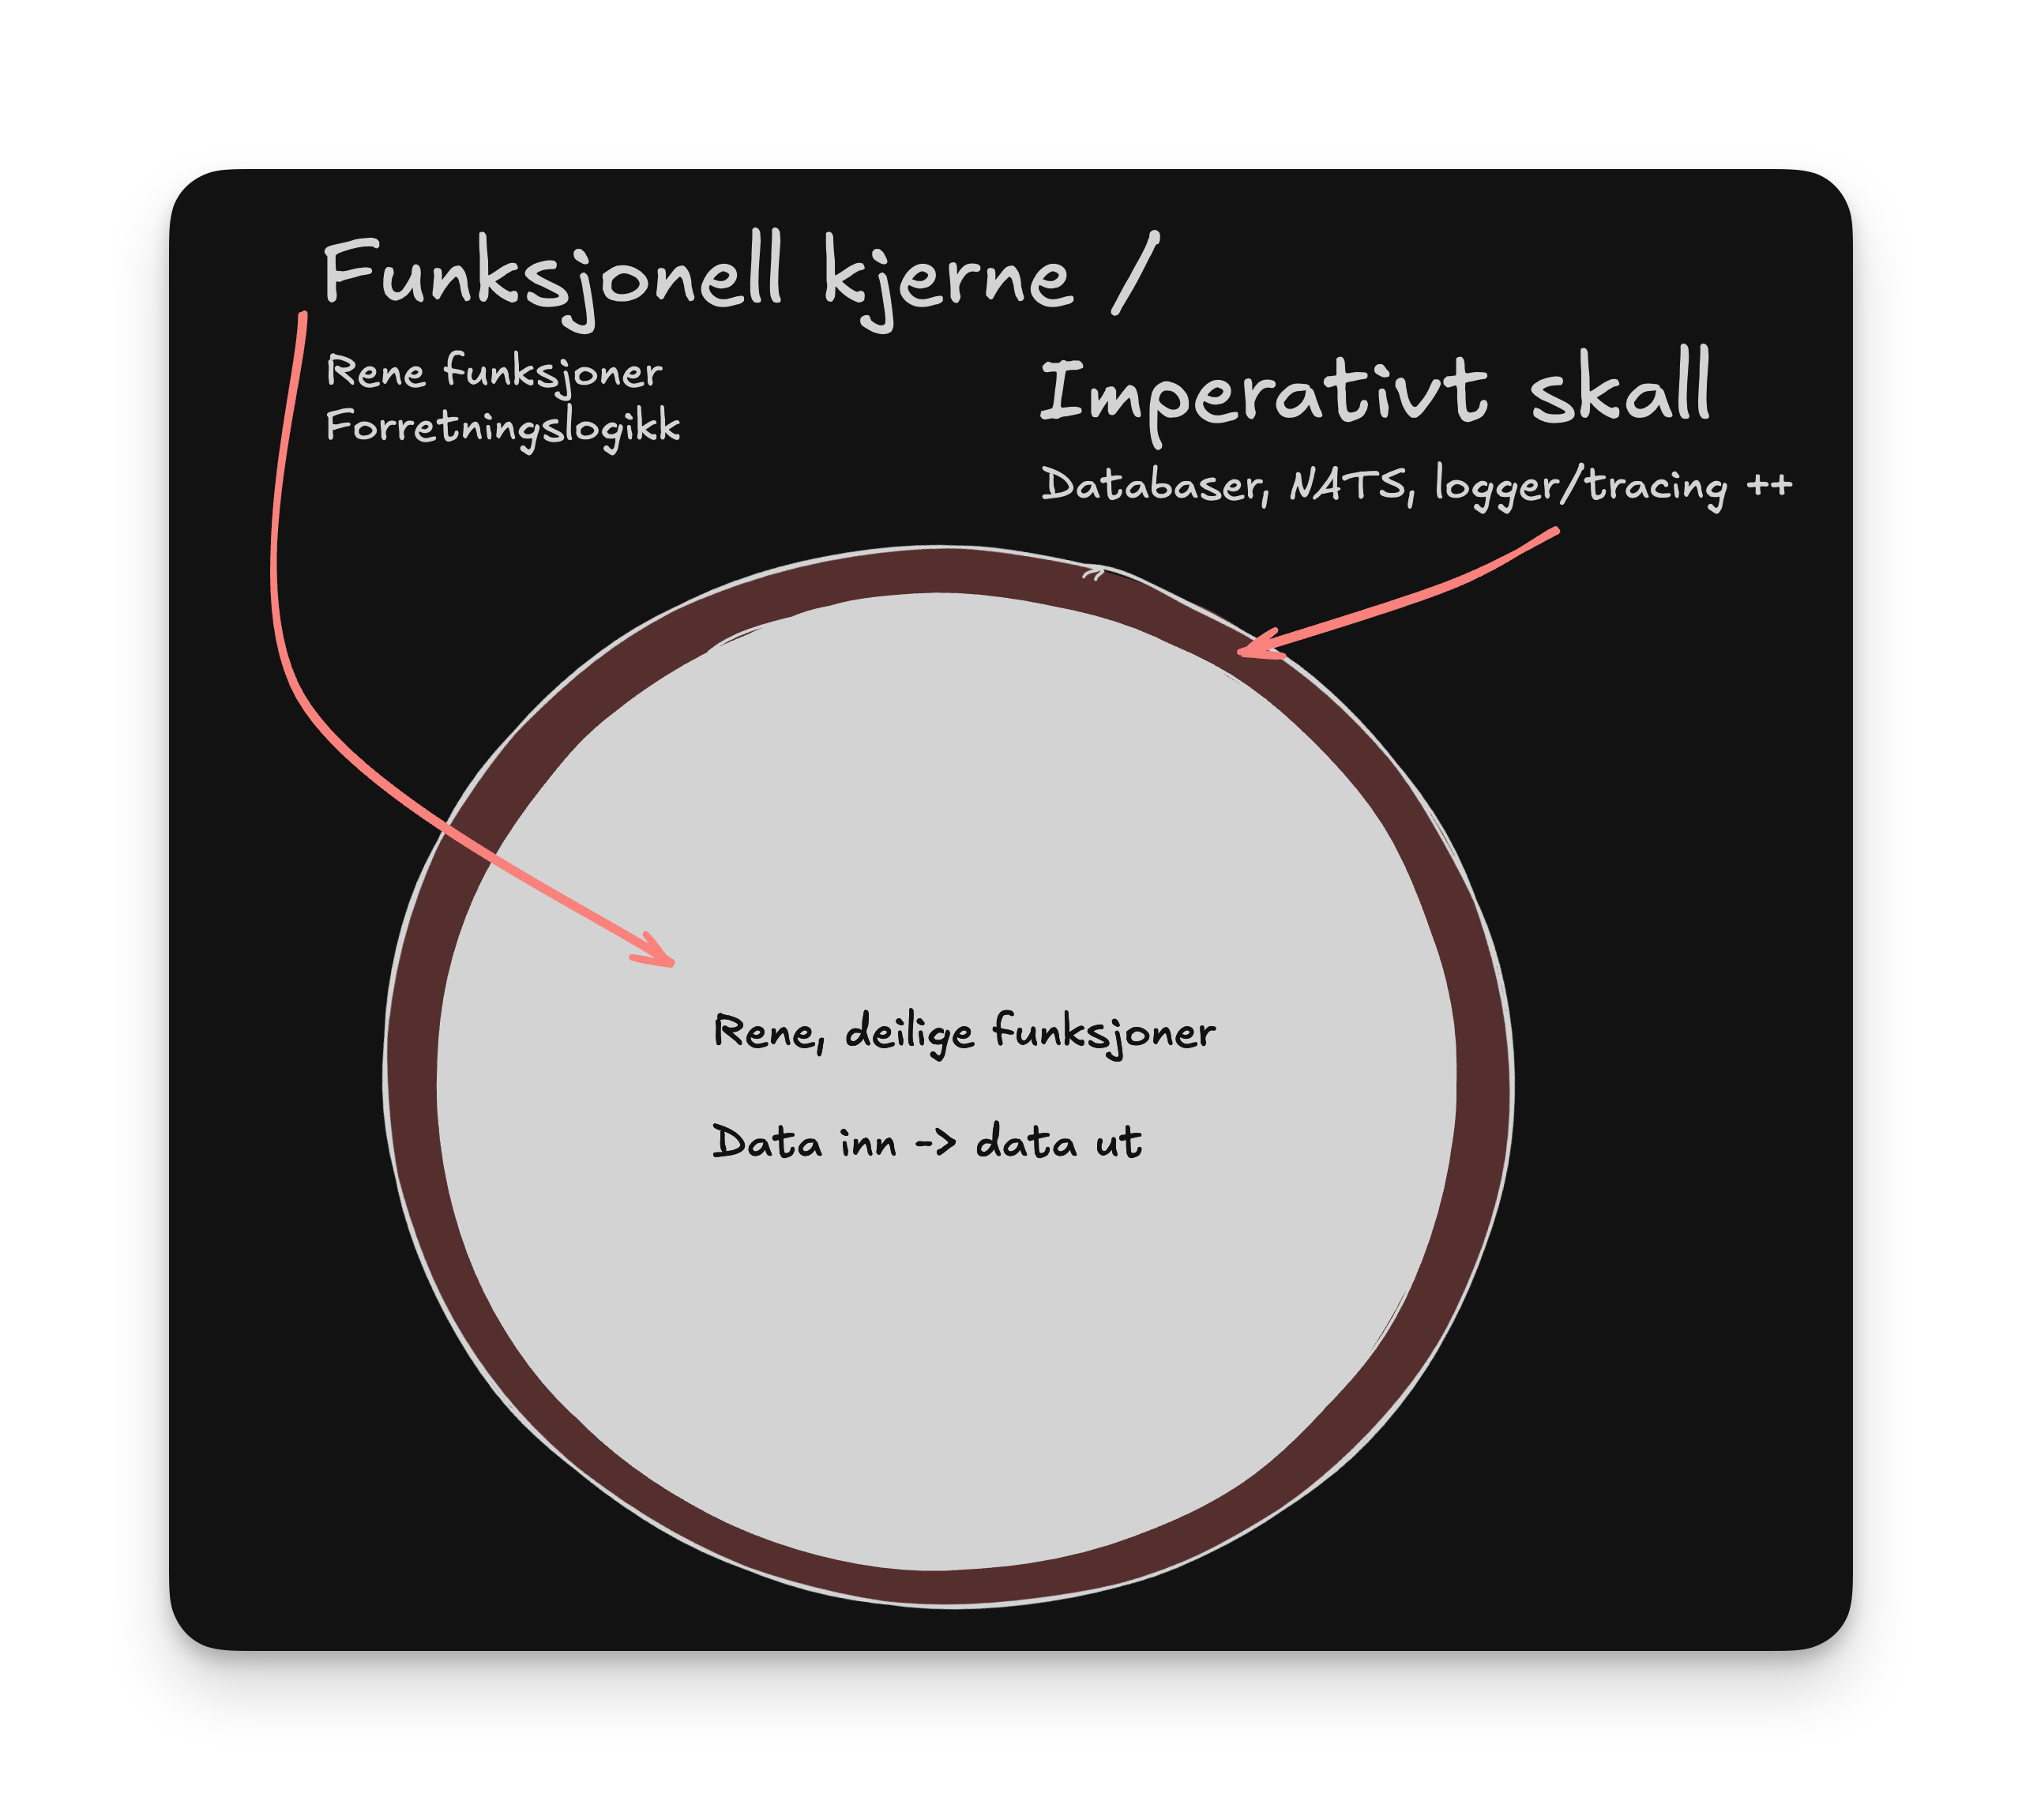 Funksjonell kjerne /
Rene funksjoner
Forretningslogikk
Imperativt skall
Databaser, NATS, logger/tracing ++
Rene, deilige funksjoner
Data inn -> data ut